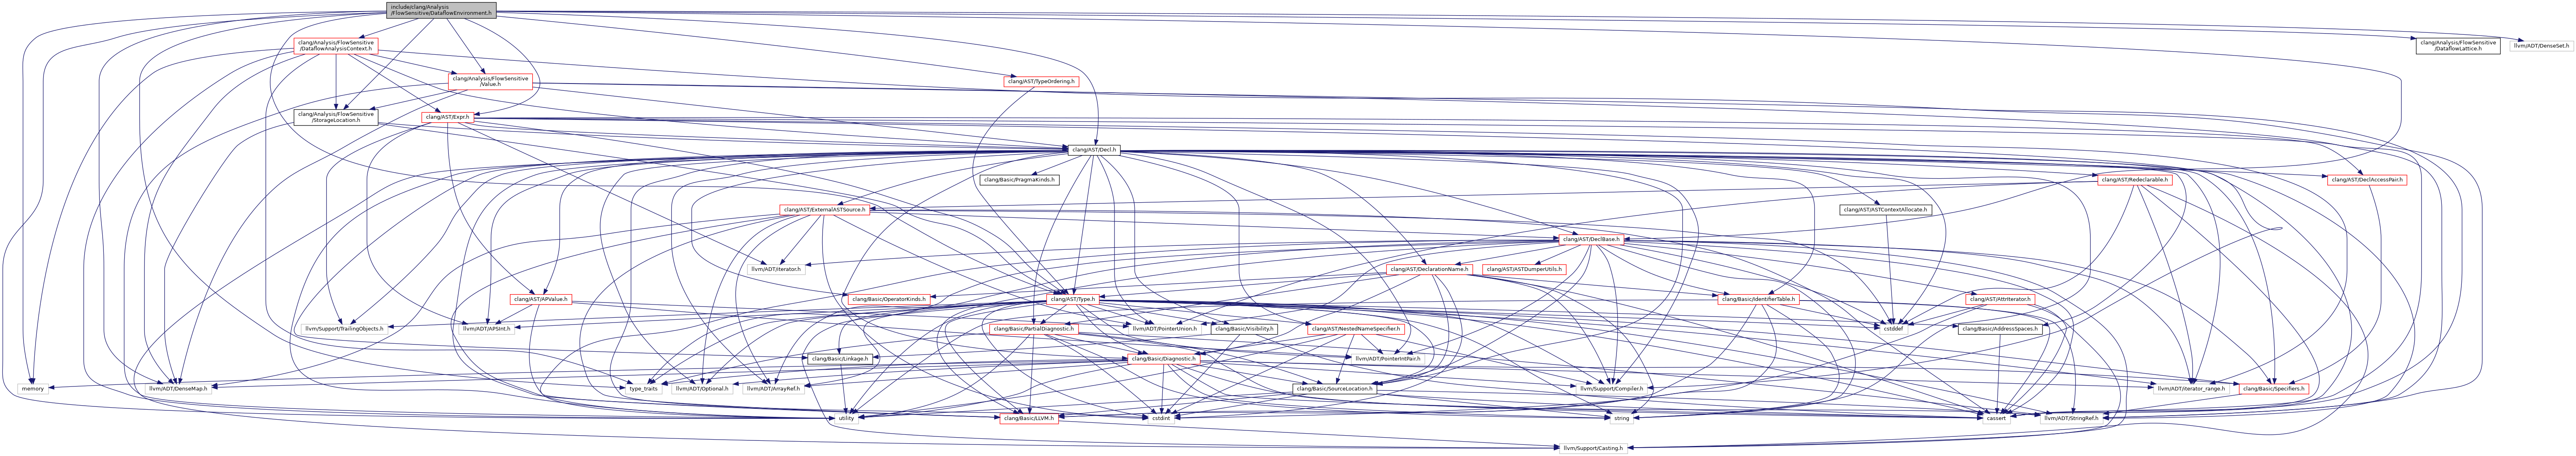 include/clang/Analysis
/FlowSensitive/DataflowEnvironment.h
clang/Analysis/FlowSensitive
/DataflowAnalysisContext.h
clang/Analysis/FlowSensitive
/DataflowLattice.h
llvm/ADT/DenseSet.h
clang/Analysis/FlowSensitive
/Value.h
clang/AST/TypeOrdering.h
clang/Analysis/FlowSensitive
/StorageLocation.h
clang/AST/Expr.h
clang/AST/Decl.h
clang/Basic/PragmaKinds.h
clang/AST/Redeclarable.h
clang/AST/DeclAccessPair.h
clang/AST/ExternalASTSource.h
clang/AST/ASTContextAllocate.h
clang/AST/DeclBase.h
llvm/ADT/iterator.h
clang/AST/DeclarationName.h
clang/AST/ASTDumperUtils.h
clang/AST/APValue.h
clang/Basic/OperatorKinds.h
clang/AST/Type.h
clang/Basic/IdentifierTable.h
clang/AST/AttrIterator.h
llvm/Support/TrailingObjects.h
llvm/ADT/APSInt.h
clang/Basic/PartialDiagnostic.h
llvm/ADT/PointerUnion.h
clang/Basic/Visibility.h
clang/AST/NestedNameSpecifier.h
cstddef
clang/Basic/AddressSpaces.h
clang/Basic/Linkage.h
clang/Basic/Diagnostic.h
llvm/ADT/PointerIntPair.h
memory
llvm/ADT/DenseMap.h
type_traits
llvm/ADT/Optional.h
llvm/ADT/ArrayRef.h
clang/Basic/SourceLocation.h
llvm/Support/Compiler.h
llvm/ADT/iterator_range.h
clang/Basic/Specifiers.h
utility
clang/Basic/LLVM.h
cstdint
string
cassert
llvm/ADT/StringRef.h
llvm/Support/Casting.h